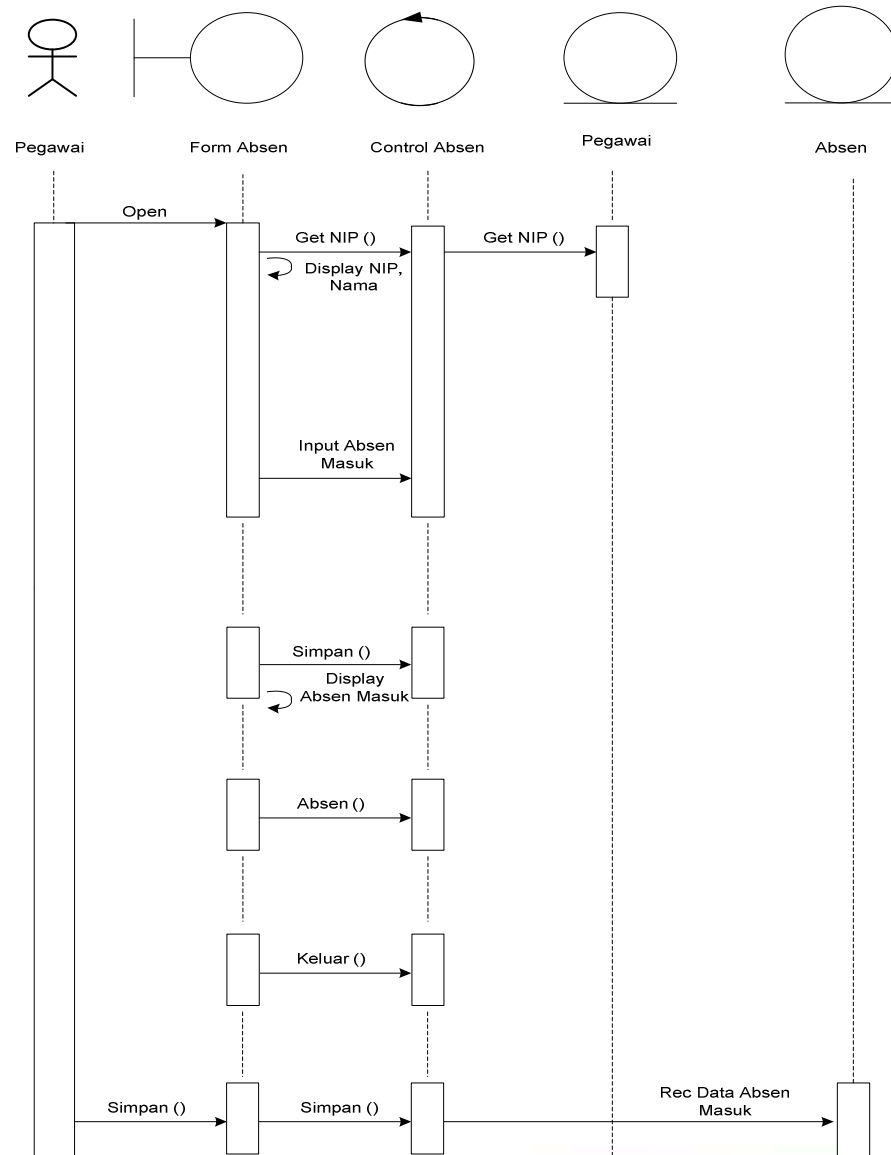 Pegawai
Form Absen
Control Absen
Pegawai
Absen
Open
Get NIP ()
Get NIP ()
Display NIP,
Nama
Input Absen
Masuk
Simpan ()
Display
Absen Masuk
Absen ()
Keluar ()
Simpan ()
Simpan ()
Rec Data Absen
Masuk